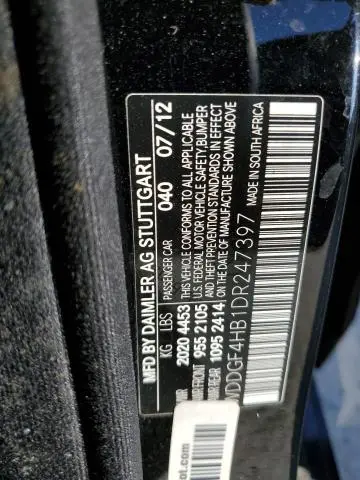 MFD BY DAIMLER AG STUTTGART
PASSENGER CAR 040 07/12
KG LBS
2020 4453
955 2105
1095 2414
THIS VEHICLE CONFORMS TO ALL APPLICABLE
U.S. FEDERAL MOTOR VEHICLE SAFETY, BUMPER
AND THEFT PREVENTION STANDARDS IN EFFECT
ON THE DATE OF MANUFACTURE SHOWN ABOVE
WDDGF4HB1DR247397 MADE IN SOUTH AFRICA
ot.com